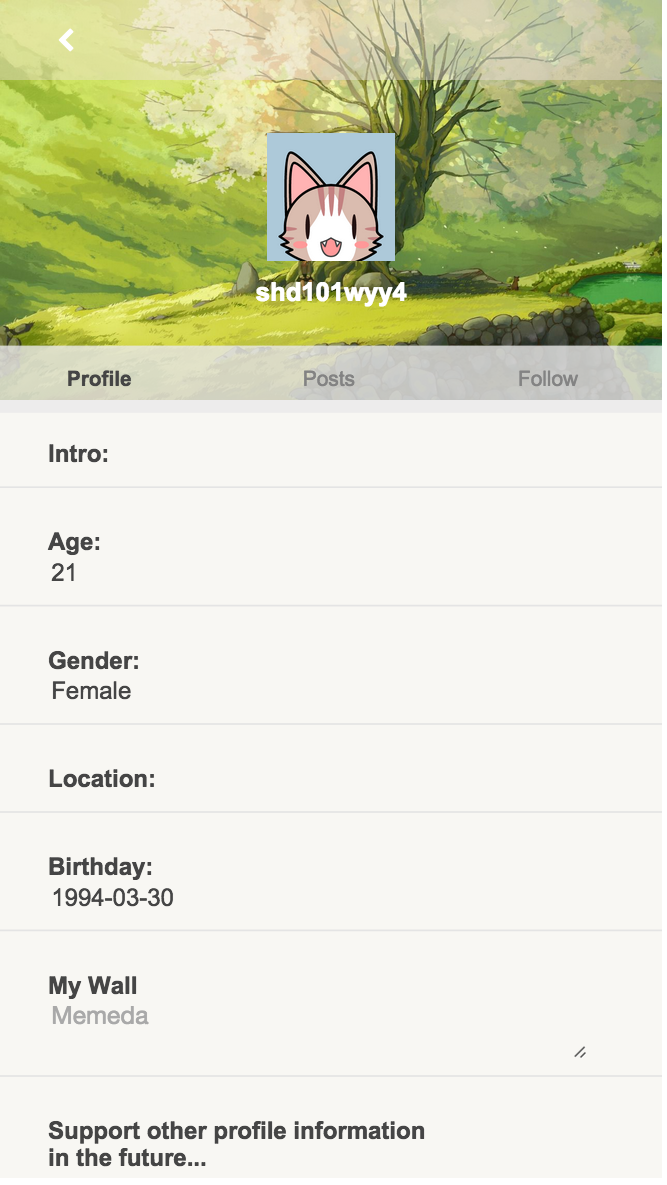 shd101wyy4
Profile Posts Follow
Intro:
Age:
21
Gender:
Female
Location:
Birthday:
1994-03-30
My Wall
Memeda
Support other profile information
in the future...